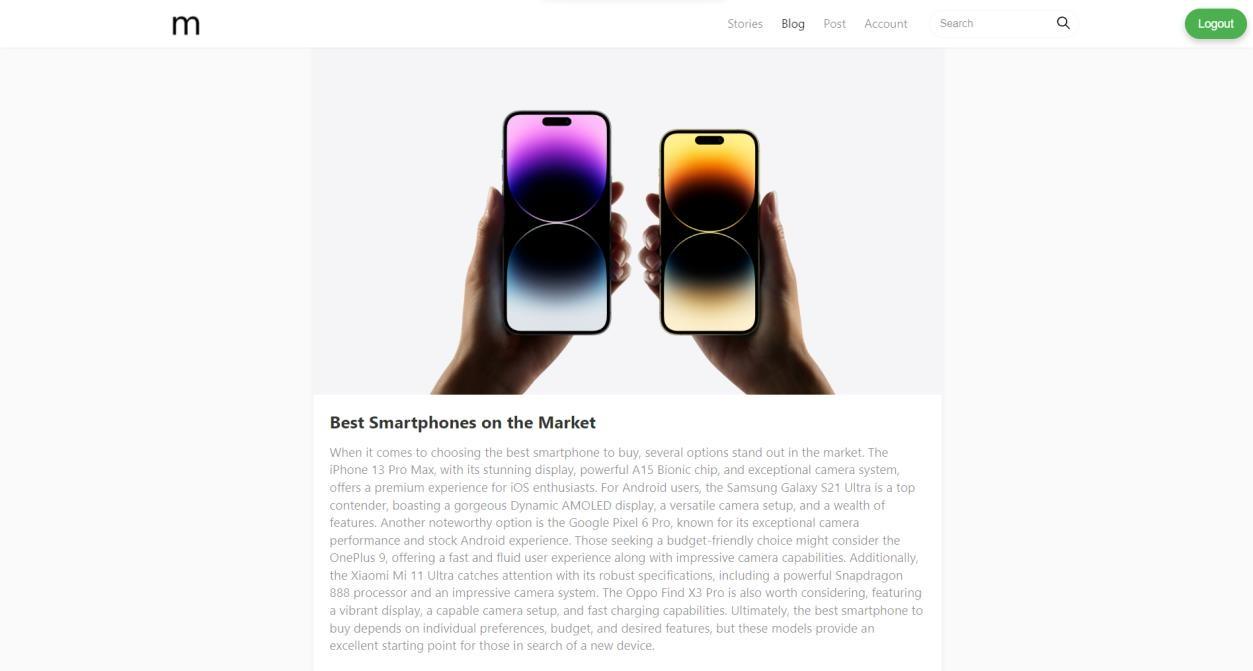 m
Stories Blog Post Account Search Logout
Best Smartphones on the Market
When it comes to choosing the best smartphone to buy, several options stand out in the market. The
iPhone 13 Pro Max, with its stunning display, powerful A15 Bionic chip, and exceptional camera system,
offers a premium experience for iOS enthusiasts. For Android users, the Samsung Galaxy S21 Ultra is a top
contender, boasting a gorgeous Dynamic AMOLED display, a versatile camera setup, and a wealth of
features. Another noteworthy option is the Google Pixel 6 Pro, known for its exceptional camera
performance and stock Android experience. Those seeking a budget-friendly choice might consider the
OnePlus 9, offering a fast and fluid user experience along with impressive camera capabilities. Additionally,
the Xiaomi Mi 11 Ultra catches attention with its robust specifications, including a powerful Snapdragon
888 processor and an impressive camera system. The Oppo Find X3 Pro is also worth considering, featuring
a vibrant display, a capable camera setup, and fast charging capabilities. Ultimately, the best smartphone to
buy depends on individual preferences, budget, and desired features, but these models provide an
excellent starting point for those in search of a new device.